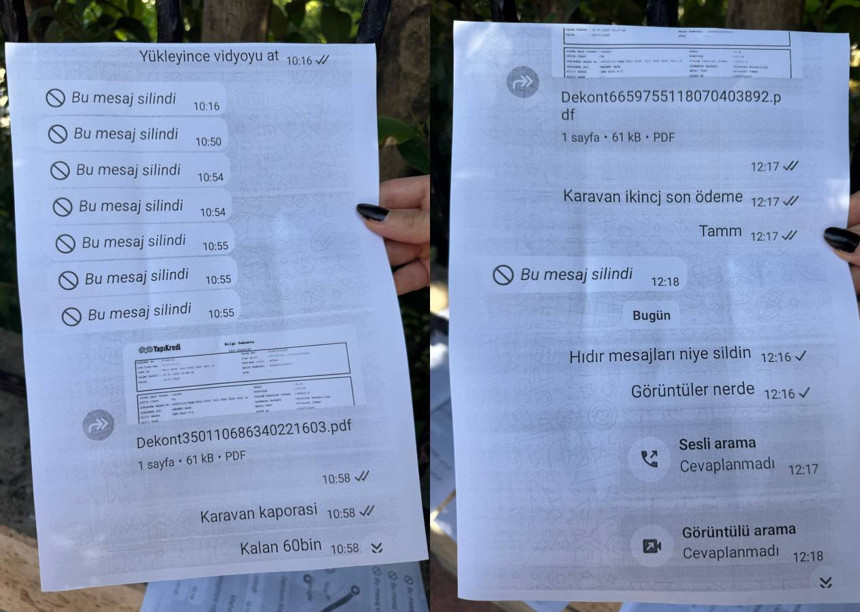 Yükleyince vidyoyu at 10:16
Bu mesaj silindi 10:16
Bu mesaj silindi 10:50
Bu mesaj silindi 10:54
Bu mesaj silindi 10:54
Bu mesaj silindi 10:55
Bu mesaj silindi 10:55
Bu mesaj silindi 10:55
YapıKredi
Dekont350110686340221603.pdf
1 sayfa • 61 kB • PDF
10:58
Karavan kaporasi 10:58
Kalan 60bin 10:58
Dekont6659755118070403892.p
df
1 sayfa • 61 kB • PDF
12:17
Karavan ikincj son ödeme 12:17
Tamm 12:17
Bu mesaj silindi 12:18
Bugün
Hıdır mesajları niye sildin 12:16
Görüntüler nerde 12:16
Sesli arama
Cevaplanmadı 12:17
Görüntülü arama
Cevaplanmadı 12:18